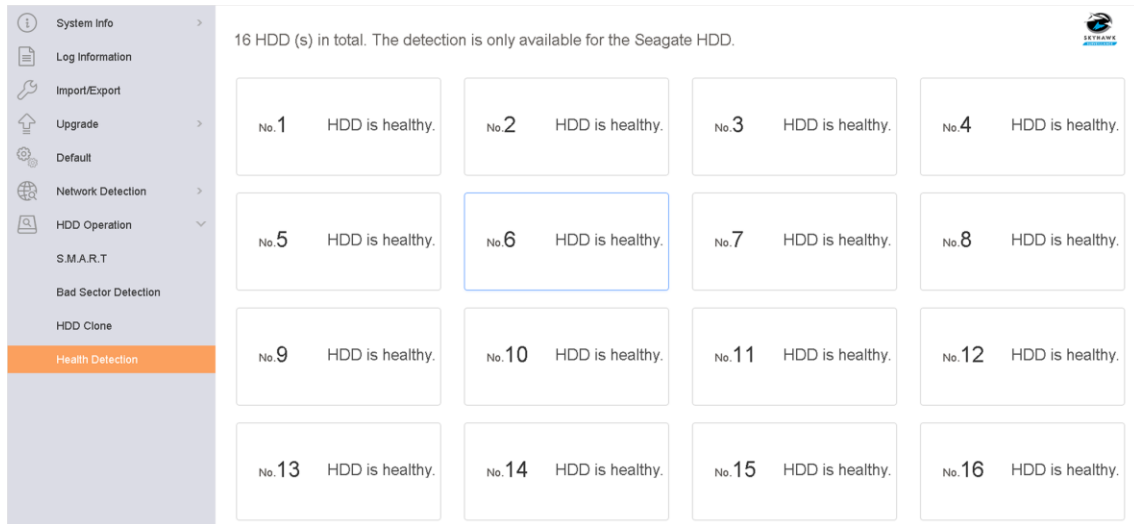 System Info
Log Information
Import/Export
Upgrade
Default
Network Detection
HDD Operation
S.M.A.R.T
Bad Sector Detection
HDD Clone
Health Detection
16 HDD (s) in total. The detection is only available for the Seagate HDD.
SKYHAWK
SURVEILLANCE
No.1 HDD is healthy.
No.2 HDD is healthy.
No.3 HDD is healthy.
No.4 HDD is healthy.
No.5 HDD is healthy.
No.6 HDD is healthy.
No.7 HDD is healthy.
No.8 HDD is healthy.
No.9 HDD is healthy.
No.10 HDD is healthy.
No.11 HDD is healthy.
No.12 HDD is healthy.
No.13 HDD is healthy.
No.14 HDD is healthy.
No.15 HDD is healthy.
No.16 HDD is healthy.